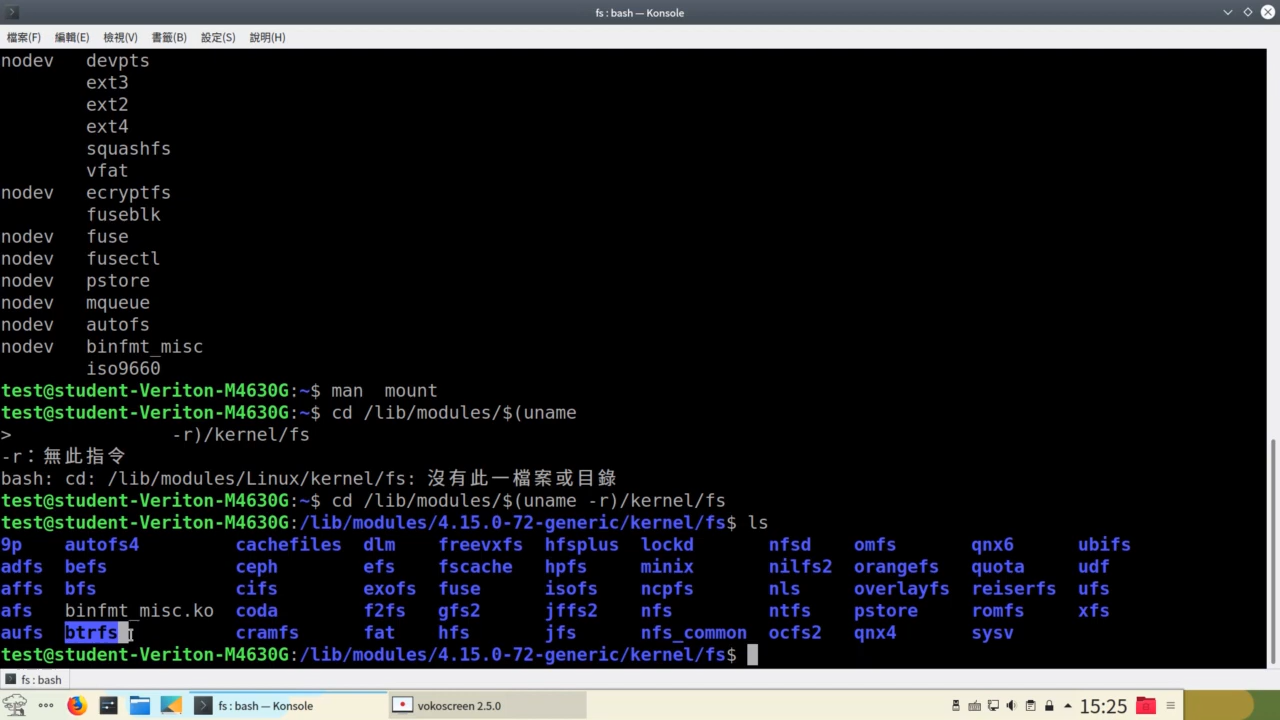 fs : bash — Konsole
檔案(F) 編輯(E) 檢視(V) 書籤(B) 設定(S) 說明(H)
nodev   devpts
        ext3
        ext2
        ext4
        squashfs
        vfat
nodev   ecryptfs
        fuseblk
nodev   fuse
nodev   fusectl
nodev   pstore
nodev   mqueue
nodev   autofs
nodev   binfmt_misc
        iso9660
test@student-Veriton-M4630G:~$ man  mount
test@student-Veriton-M4630G:~$ cd /lib/modules/$(uname
>               -r)/kernel/fs
-r：無此指令
bash: cd: /lib/modules/Linux/kernel/fs: 沒有此一檔案或目錄
test@student-Veriton-M4630G:~$ cd /lib/modules/$(uname -r)/kernel/fs
test@student-Veriton-M4630G:/lib/modules/4.15.0-72-generic/kernel/fs$ ls
9p    autofs4         cachefiles  dlm    freevxfs  hfsplus  lockd       nfsd    omfs       qnx6      ubifs
adfs  befs            ceph        efs    fscache   hpfs     minix       nilfs2  orangefs   quota     udf
affs  bfs             cifs        exofs  fuse      isofs    ncpfs       nls     overlayfs  reiserfs  ufs
afs   binfmt_misc.ko  coda        f2fs   gfs2      jffs2    nfs         ntfs    pstore     romfs     xfs
aufs  btrfs           cramfs      fat    hfs       jfs      nfs_common  ocfs2   qnx4       sysv
test@student-Veriton-M4630G:/lib/modules/4.15.0-72-generic/kernel/fs$
fs : bash
fs : bash — Konsole vokoscreen 2.5.0 15:25